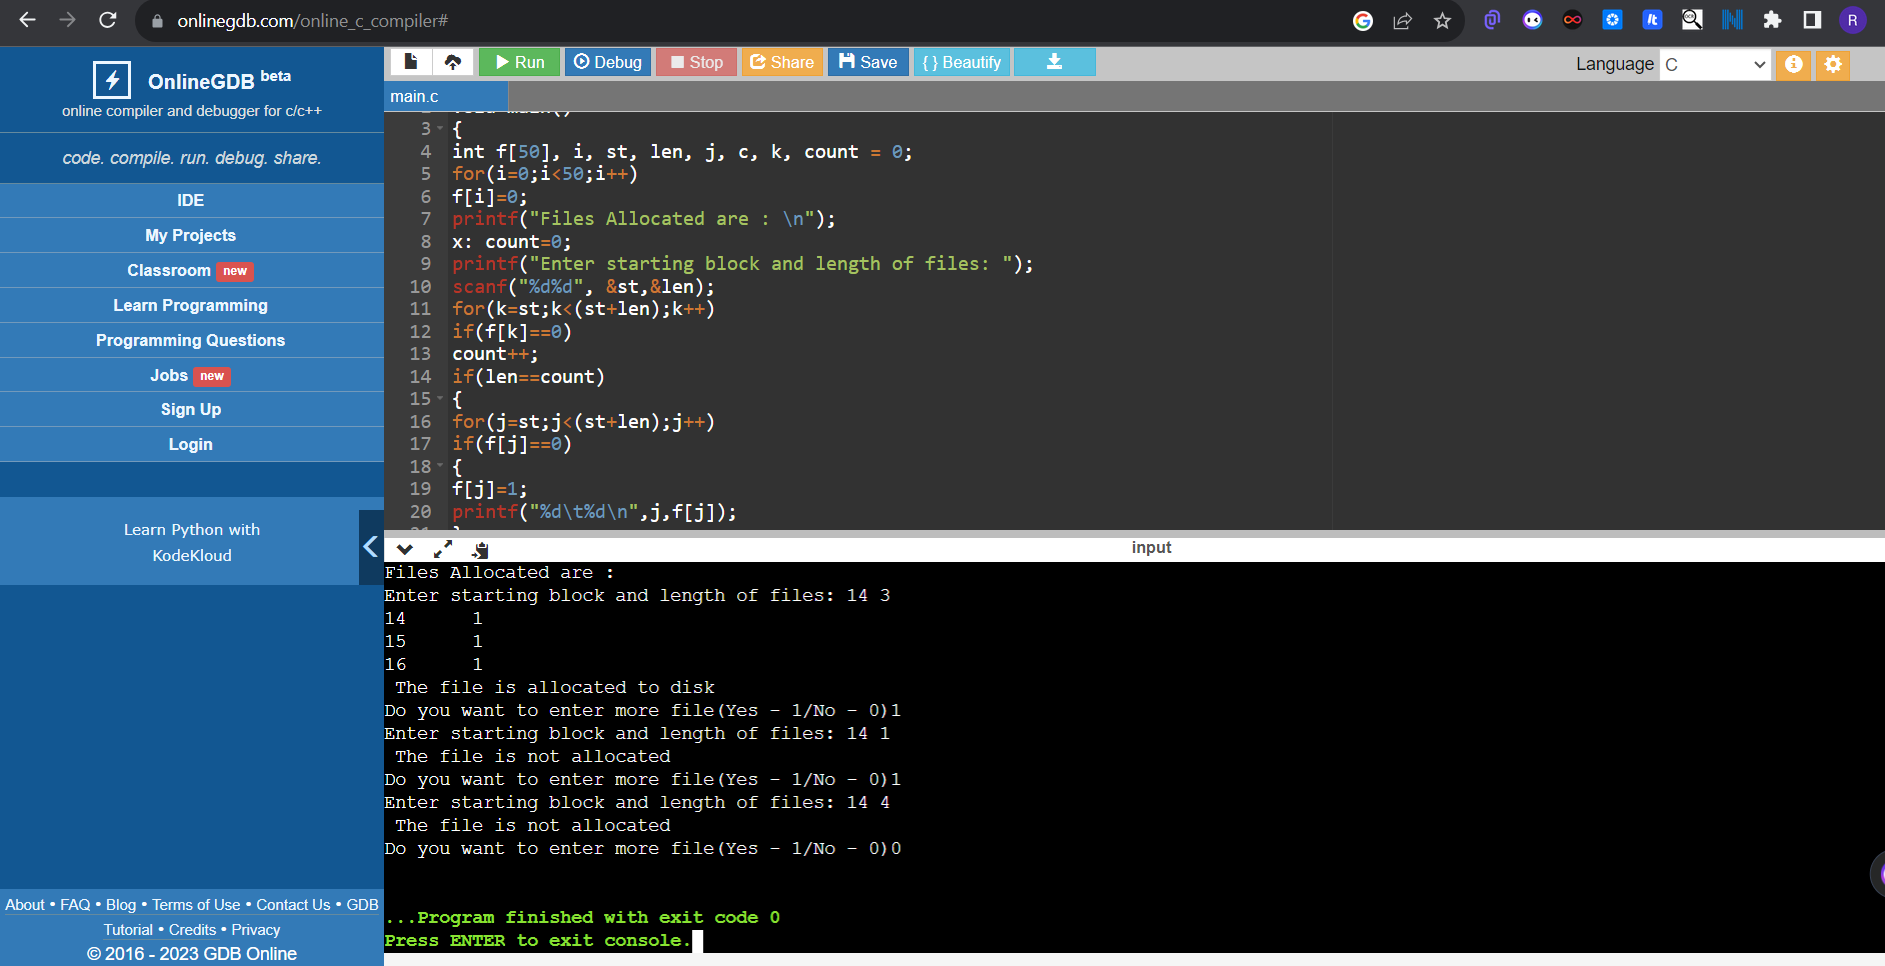 onlinegdb.com/online_c_compiler#
R
OnlineGDB beta
online compiler and debugger for c/c++
code. compile. run. debug. share.
IDE
My Projects
Classroom new
Learn Programming
Programming Questions
Jobs new
Sign Up
Login
Learn Python with
KodeKloud
About • FAQ • Blog • Terms of Use • Contact Us • GDB
Tutorial • Credits • Privacy
© 2016 - 2023 GDB Online
Run Debug Stop Share Save { } Beautify
Language C
main.c
3 {
4 int f[50], i, st, len, j, c, k, count = 0;
5 for(i=0;i<50;i++)
6 f[i]=0;
7 printf("Files Allocated are : \n");
8 x: count=0;
9 printf("Enter starting block and length of files: ");
10 scanf("%d%d", &st,&len);
11 for(k=st;k<(st+len);k++)
12 if(f[k]==0)
13 count++;
14 if(len==count)
15 {
16 for(j=st;j<(st+len);j++)
17 if(f[j]==0)
18 {
19 f[j]=1;
20 printf("%d\t%d\n",j,f[j]);
input
Files Allocated are :
Enter starting block and length of files: 14 3
14 1
15 1
16 1
The file is allocated to disk
Do you want to enter more file(Yes - 1/No - 0)1
Enter starting block and length of files: 14 1
The file is not allocated
Do you want to enter more file(Yes - 1/No - 0)1
Enter starting block and length of files: 14 4
The file is not allocated
Do you want to enter more file(Yes - 1/No - 0)0
...Program finished with exit code 0
Press ENTER to exit console.